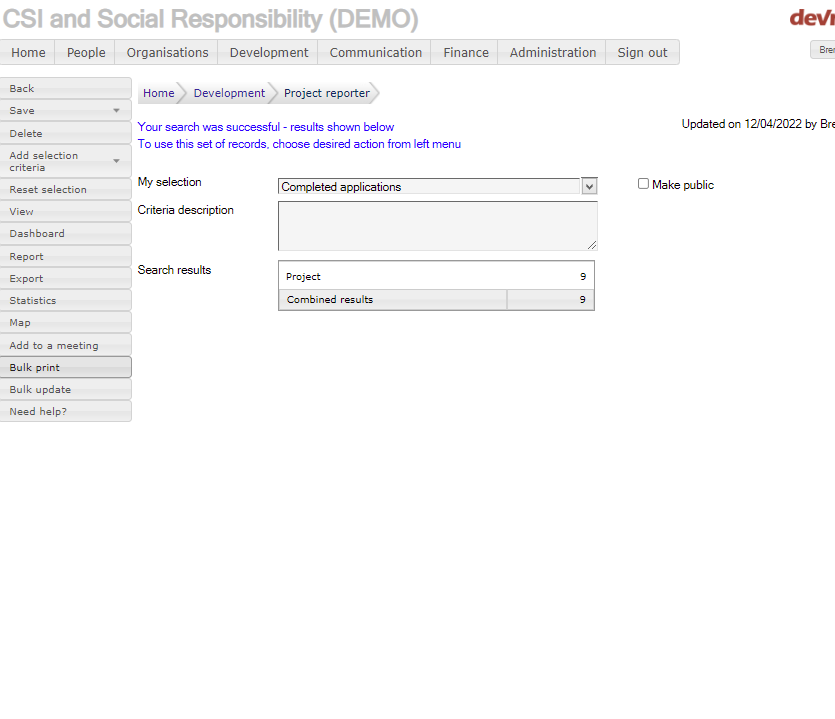 CSI and Social Responsibility (DEMO)
Home People Organisations Development Communication Finance Administration Sign out
Back
Save
Delete
Add selection
criteria
Reset selection
View
Dashboard
Report
Export
Statistics
Map
Add to a meeting
Bulk print
Bulk update
Need help?
Home Development Project reporter
Your search was successful - results shown below
To use this set of records, choose desired action from left menu
Updated on 12/04/2022 by
My selection
Completed applications
Make public
Criteria description
Search results
Project 9
Combined results 9